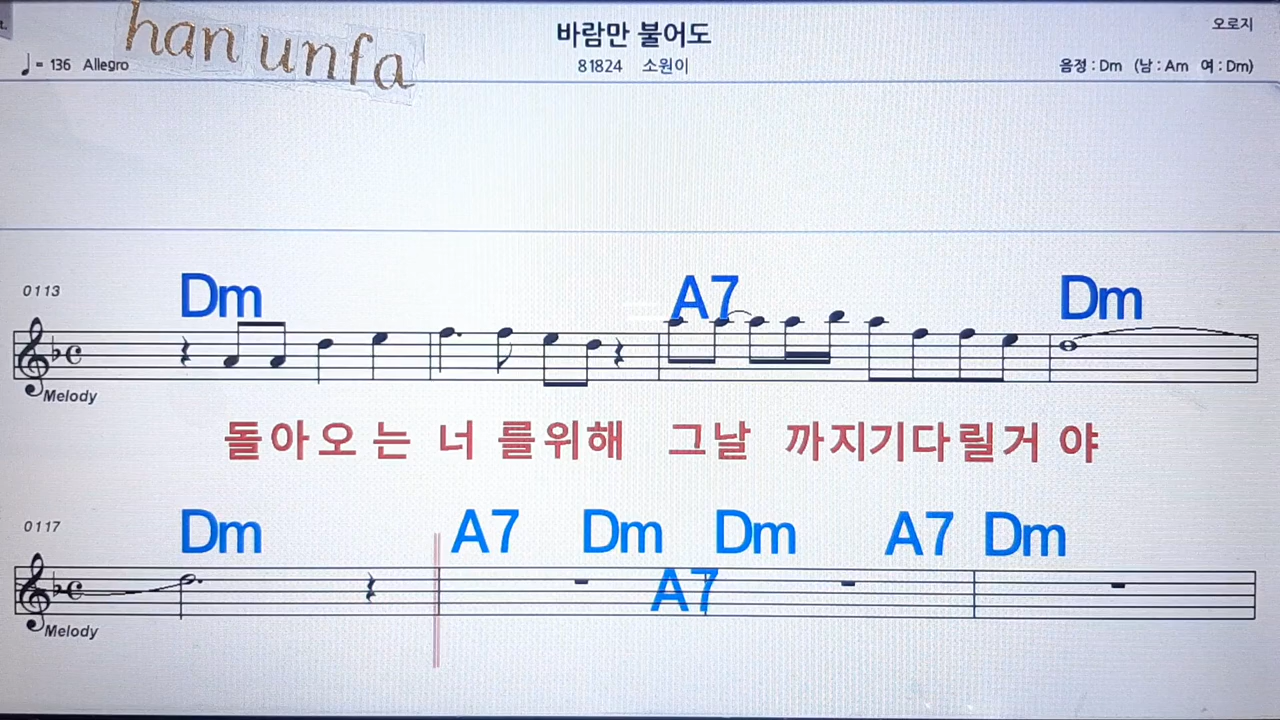 han unfa
바람만 불어도
오로지
♩= 136 Allegro
81824 소원이
음정 : Dm (남 : Am 여 : Dm)
0113
Dm A7 Dm
Melody
돌아오 는 너 를위해 그날 까지기다릴거 야
0117
Dm A7 Dm Dm A7 Dm
A7
Melody